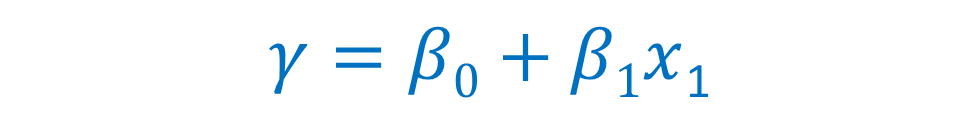 γ = β₀ + β₁x₁